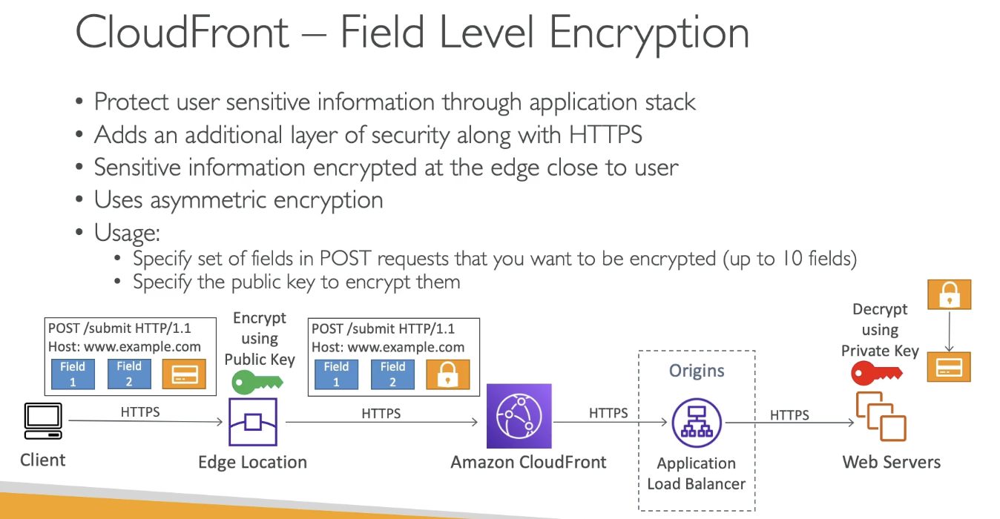 CloudFront – Field Level Encryption
• Protect user sensitive information through application stack
• Adds an additional layer of security along with HTTPS
• Sensitive information encrypted at the edge close to user
• Uses asymmetric encryption
• Usage:
• Specify set of fields in POST requests that you want to be encrypted (up to 10 fields)
• Specify the public key to encrypt them
POST /submit HTTP/1.1
Host: www.example.com
Field
1
Field
2
Encrypt
using
Public Key
POST /submit HTTP/1.1
Host: www.example.com
Field
1
Field
2
Origins
Decrypt
using
Private Key
HTTPS
HTTPS
HTTPS
HTTPS
Client
Edge Location
Amazon CloudFront
Application
Load Balancer
Web Servers